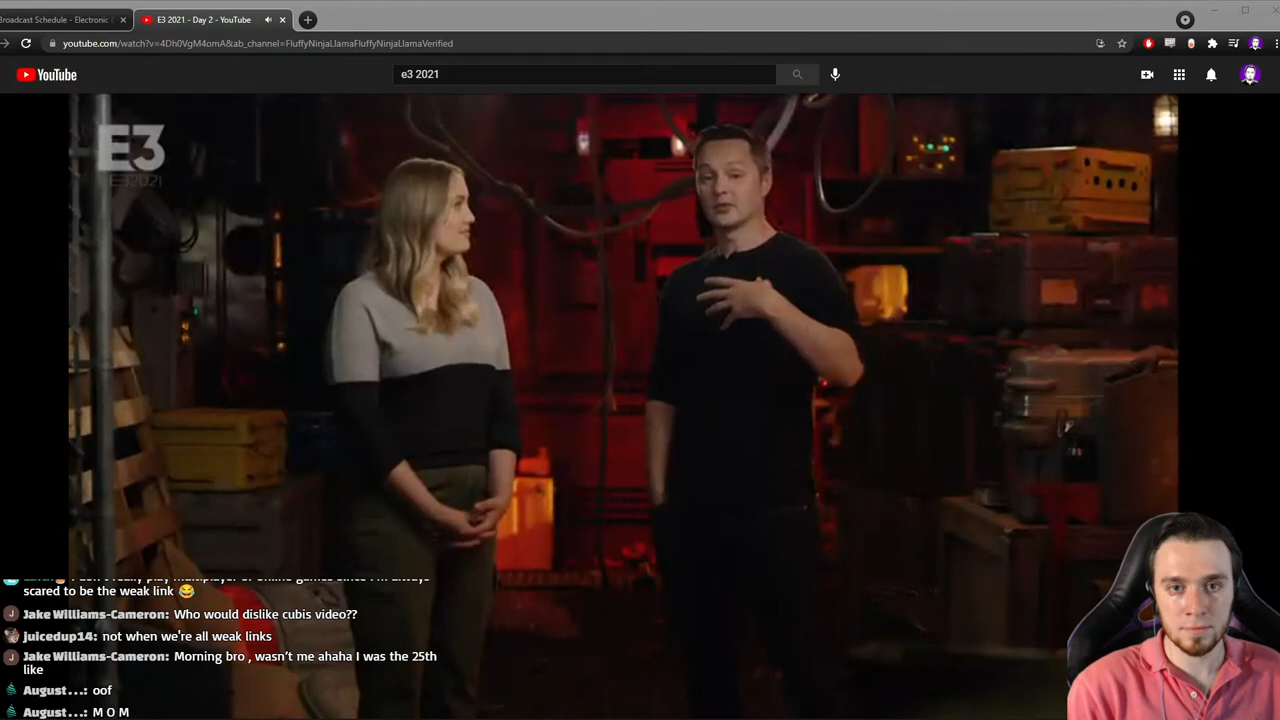 Broadcast Schedule - Electronic
E3 2021 - Day 2 - YouTube
youtube.com/watch?v=4Dh0VgM4omA&ab_channel=FluffyNinjaLlamaFluffyNinjaLlamaVerified
YouTube
e3 2021
E3
E32021
scared to be the weak link 😂
Jake Williams-Cameron: Who would dislike cubis video??
juicedup14: not when we're all weak links
Jake Williams-Cameron: Morning bro , wasn't me ahaha I was the 25th
like
August...: oof
August...: M O M